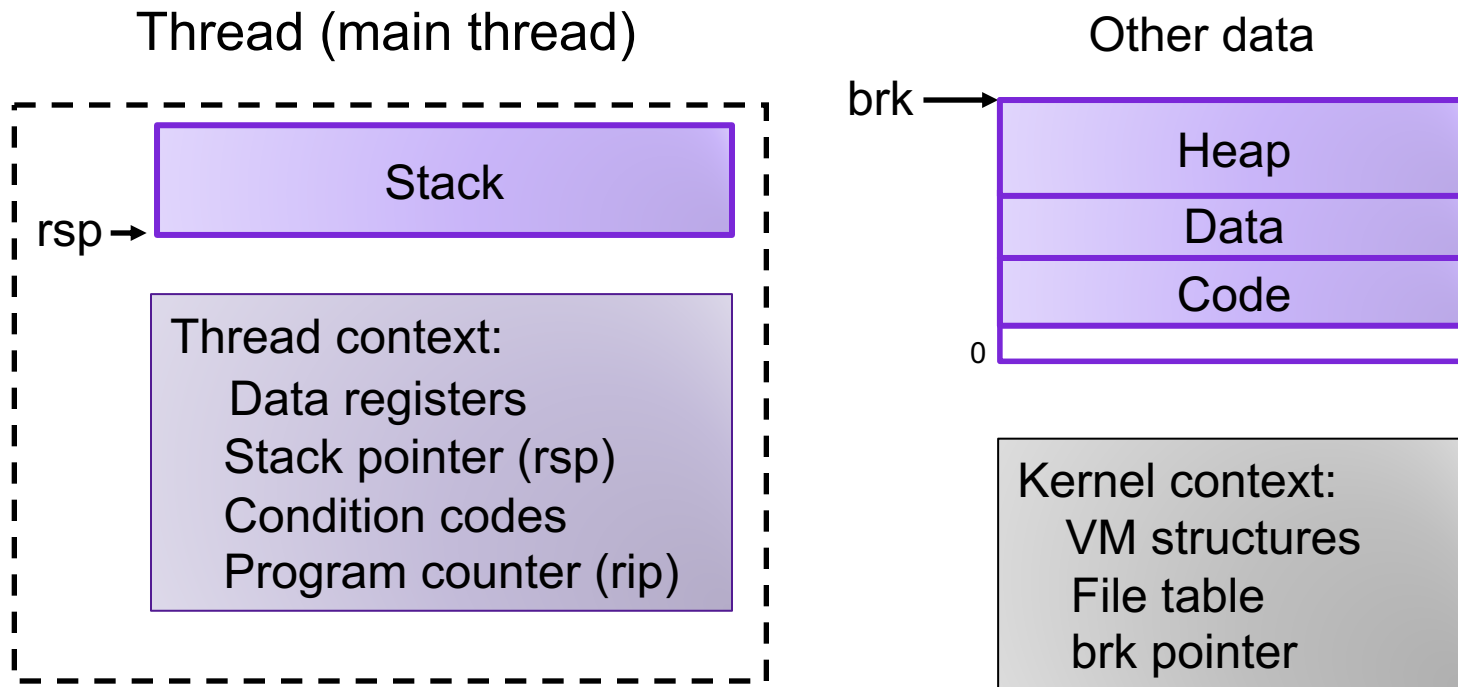 Thread (main thread)
Stack
rsp
Thread context:
Data registers
Stack pointer (rsp)
Condition codes
Program counter (rip)
Other data
brk
Heap
Data
Code
0
Kernel context:
VM structures
File table
brk pointer